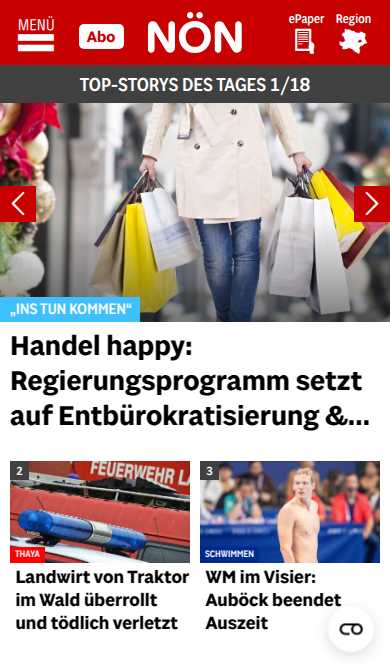 MENÜ
Abo
NÖN
ePaper
Region
TOP-STORYS DES TAGES 1/18
„INS TUN KOMMEN“
Handel happy:
Regierungsprogramm setzt
auf Entbürokratisierung &...
2
FEUERWEHR LA
THAYA
Landwirt von Traktor
im Wald überrollt
und tödlich verletzt
3
SCHWIMMEN
WM im Visier:
Auböck beendet
Auszeit